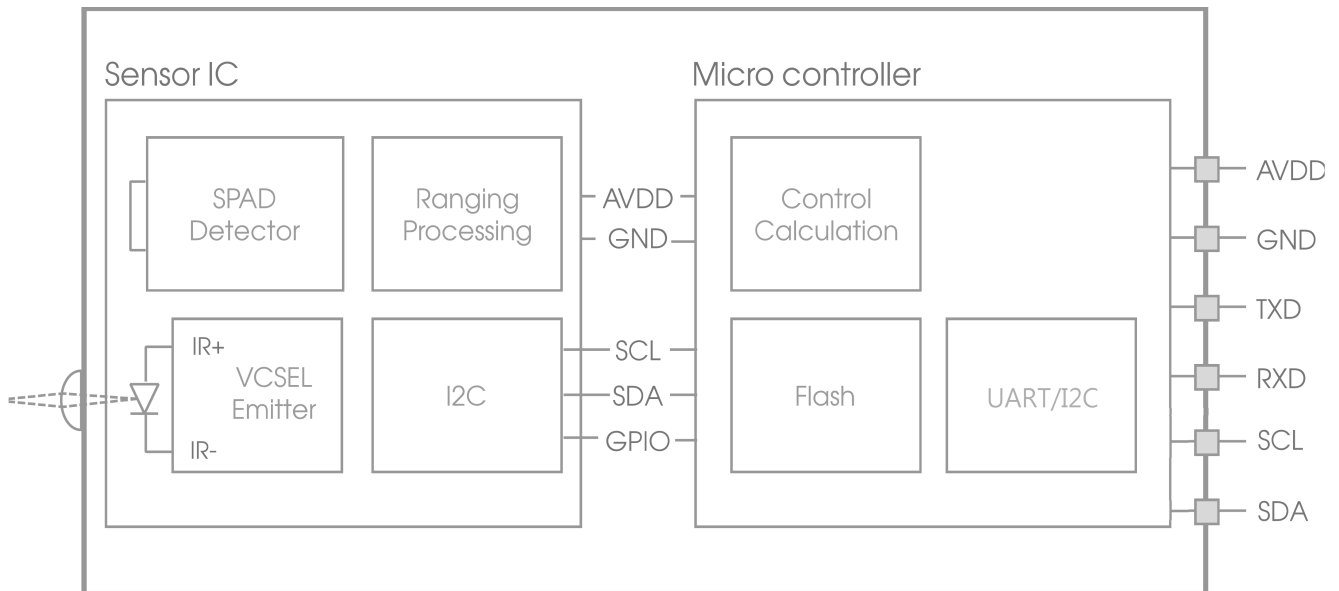 Sensor IC
Micro controller
SPAD
Detector
Ranging
Processing
AVDD
GND
Control
Calculation
AVDD
GND
TXD
RXD
SCL
SDA
IR+
VCSEL
Emitter
IR-
I2C
SCL
SDA
GPIO
Flash
UART/I2C